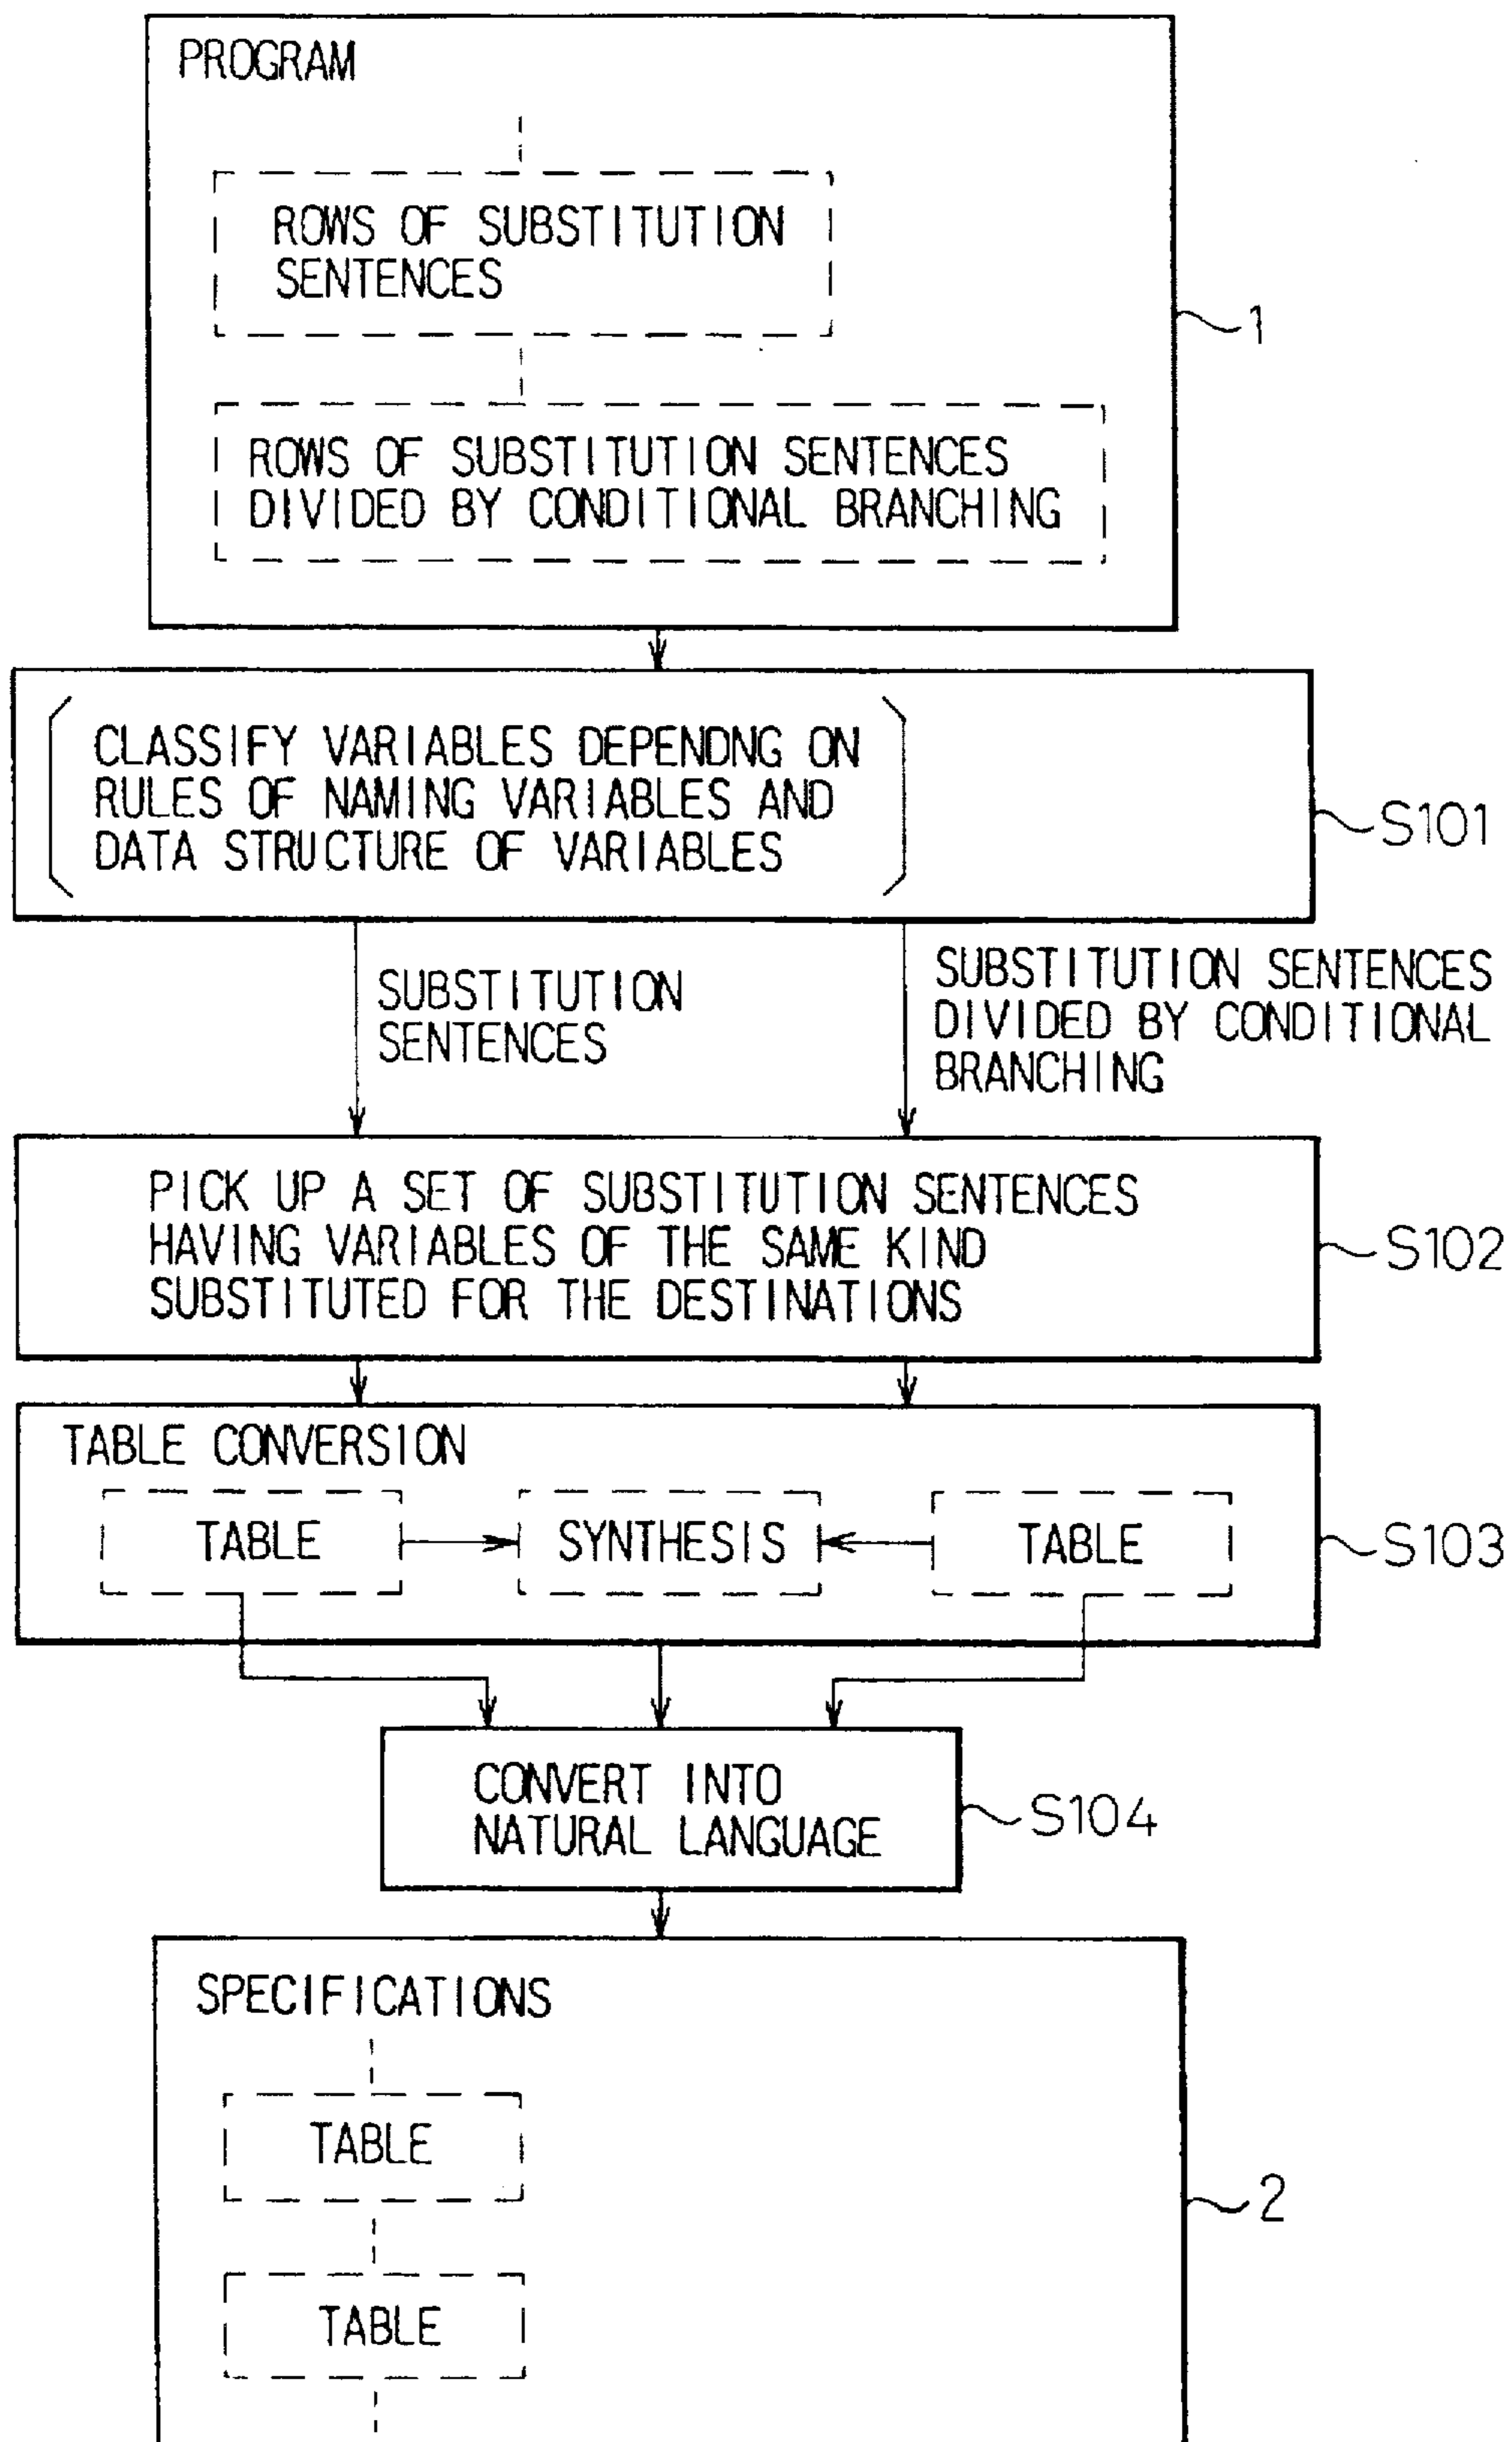 PROGRAM
ROWS OF SUBSTITUTION
SENTENCES
1
ROWS OF SUBSTITUTION SENTENCES
DIVIDED BY CONDITIONAL BRANCHING
CLASSIFY VARIABLES DEPENDNG ON
RULES OF NAMING VARIABLES AND
DATA STRUCTURE OF VARIABLES
S101
SUBSTITUTION
SENTENCES
SUBSTITUTION SENTENCES
DIVIDED BY CONDITIONAL
BRANCHING
PICK UP A SET OF SUBSTITUTION SENTENCES
HAVING VARIABLES OF THE SAME KIND
SUBSTITUTED FOR THE DESTINATIONS
S102
TABLE CONVERSION
TABLE
SYNTHESIS
TABLE
S103
CONVERT INTO
NATURAL LANGUAGE
S104
SPECIFICATIONS
TABLE
2
TABLE